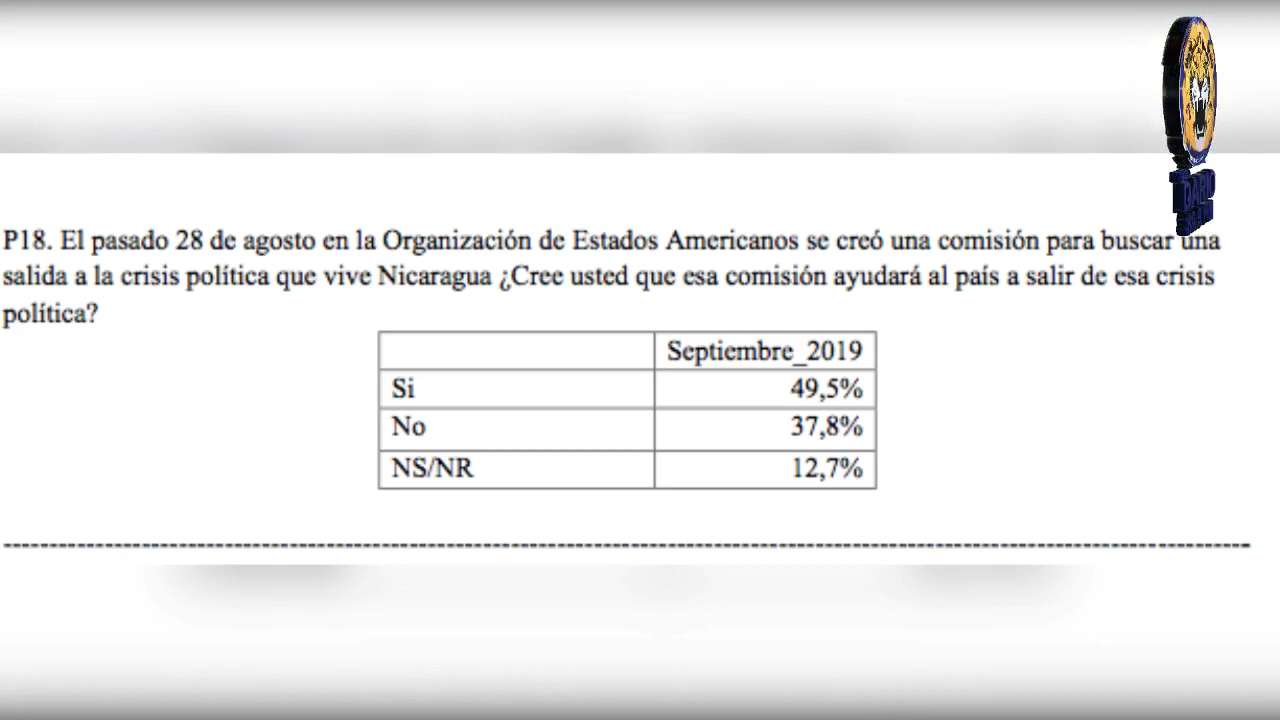 P18. El pasado 28 de agosto en la Organización de Estados Americanos se creó una comisión para buscar una
salida a la crisis política que vive Nicaragua ¿Cree usted que esa comisión ayudará al país a salir de esa crisis
política?
Septiembre_2019
Si 49,5%
No 37,8%
NS/NR 12,7%